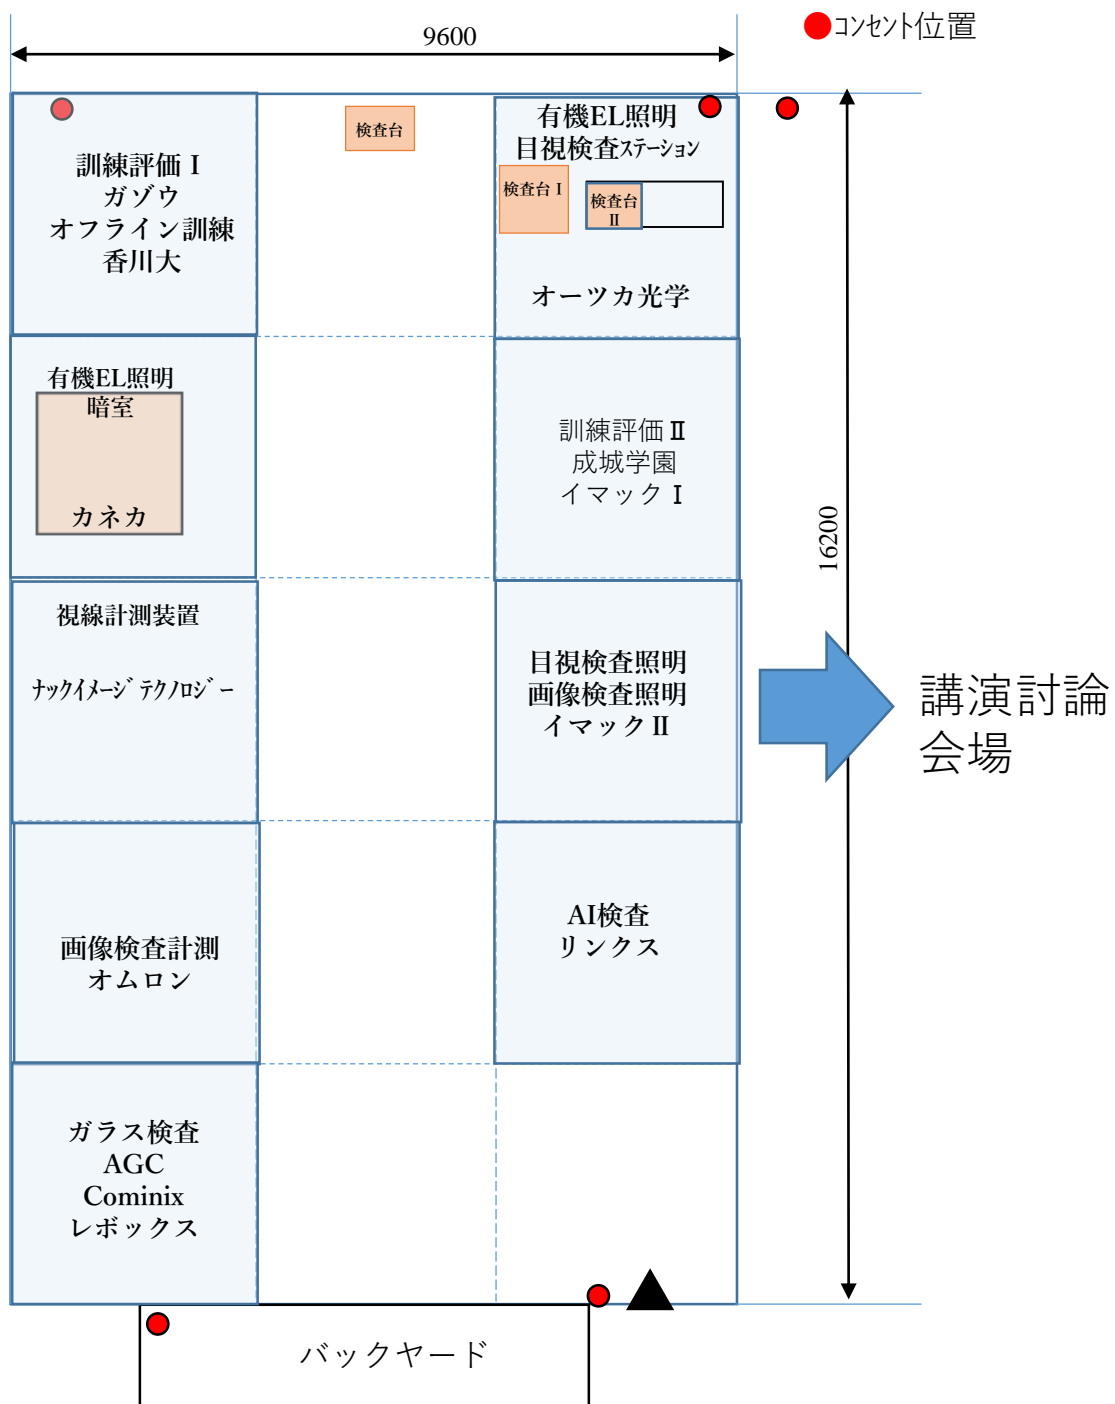 9600
●コンセント位置
訓練評価Ⅰ
ガゾウ
オフライン訓練
香川大
検査台
有機EL照明
目視検査ステーション
検査台Ⅰ
検査台
Ⅱ
オーツカ光学
有機EL照明
暗室
カネカ
訓練評価Ⅱ
成城学園
イマックⅠ
16200
視線計測装置
ナックイメージテクノロジー
目視検査照明
画像検査照明
イマックⅡ
講演討論
会場
画像検査計測
オムロン
AI検査
リンクス
ガラス検査
AGC
Cominix
レボックス
バックヤード